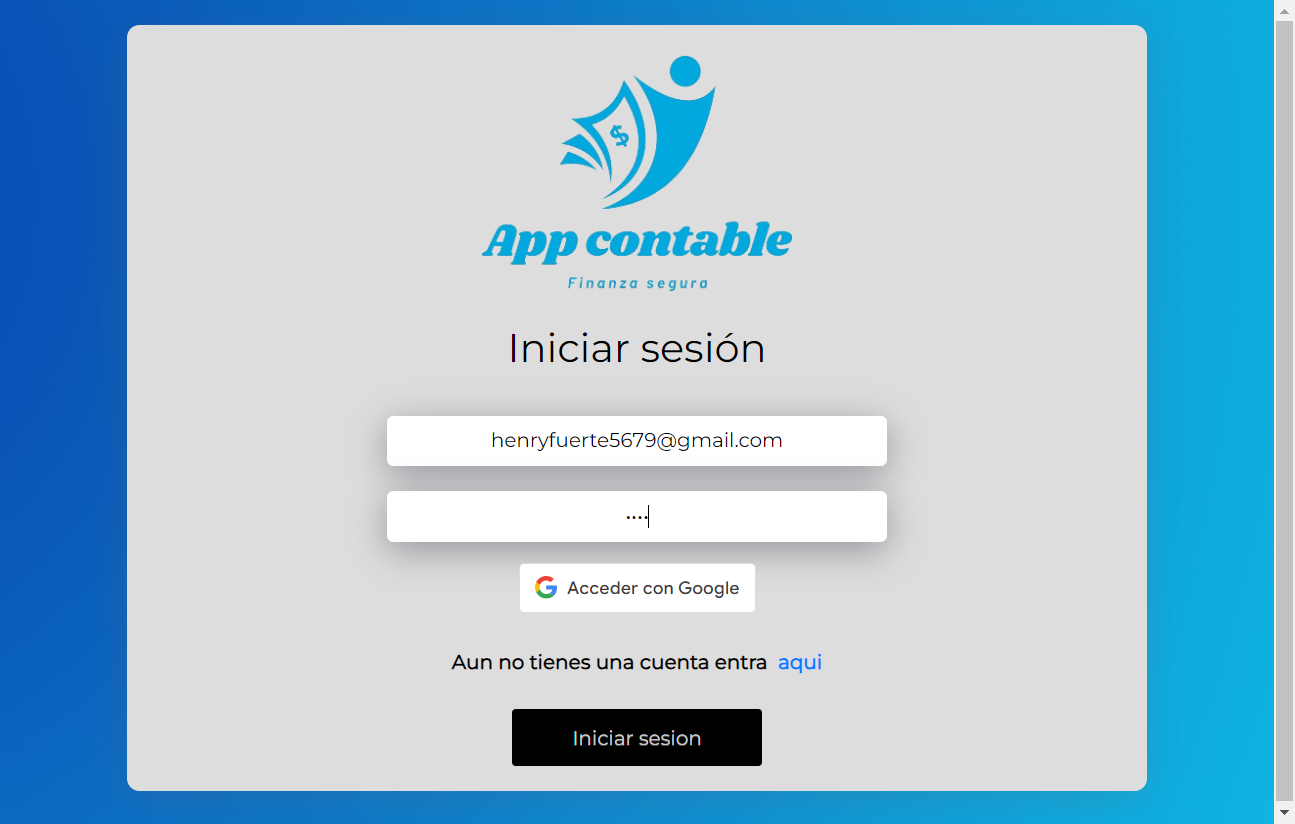 $
App contable
Finanza segura
Iniciar sesión
henryfuerte5679@gmail.com
····
Acceder con Google
Aun no tienes una cuenta entra aqui
Iniciar sesion